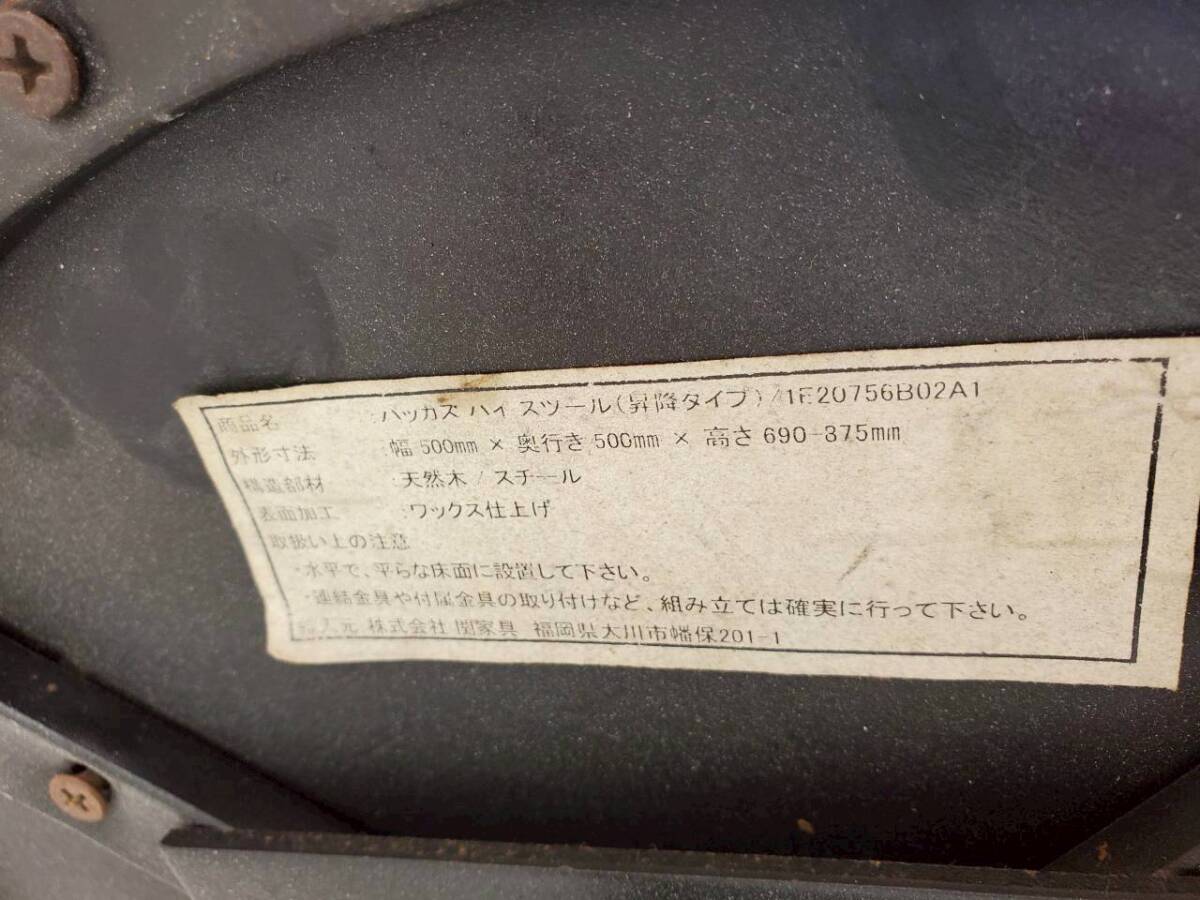 商品名 :バッカス ハイ スツール(昇降タイプ)/1E20756B02A1
外形寸法 :幅 500mm × 奥行き 500mm × 高さ 690-875mm
構造部材 :天然木 / スチール
表面加工 :ワックス仕上げ
取扱い上の注意
・水平で、平らな床面に設置して下さい。
・連結金具や付属金具の取り付けなど、組み立ては確実に行って下さい。
輸入元 株式会社 関家具 福岡県大川市幡保201-1